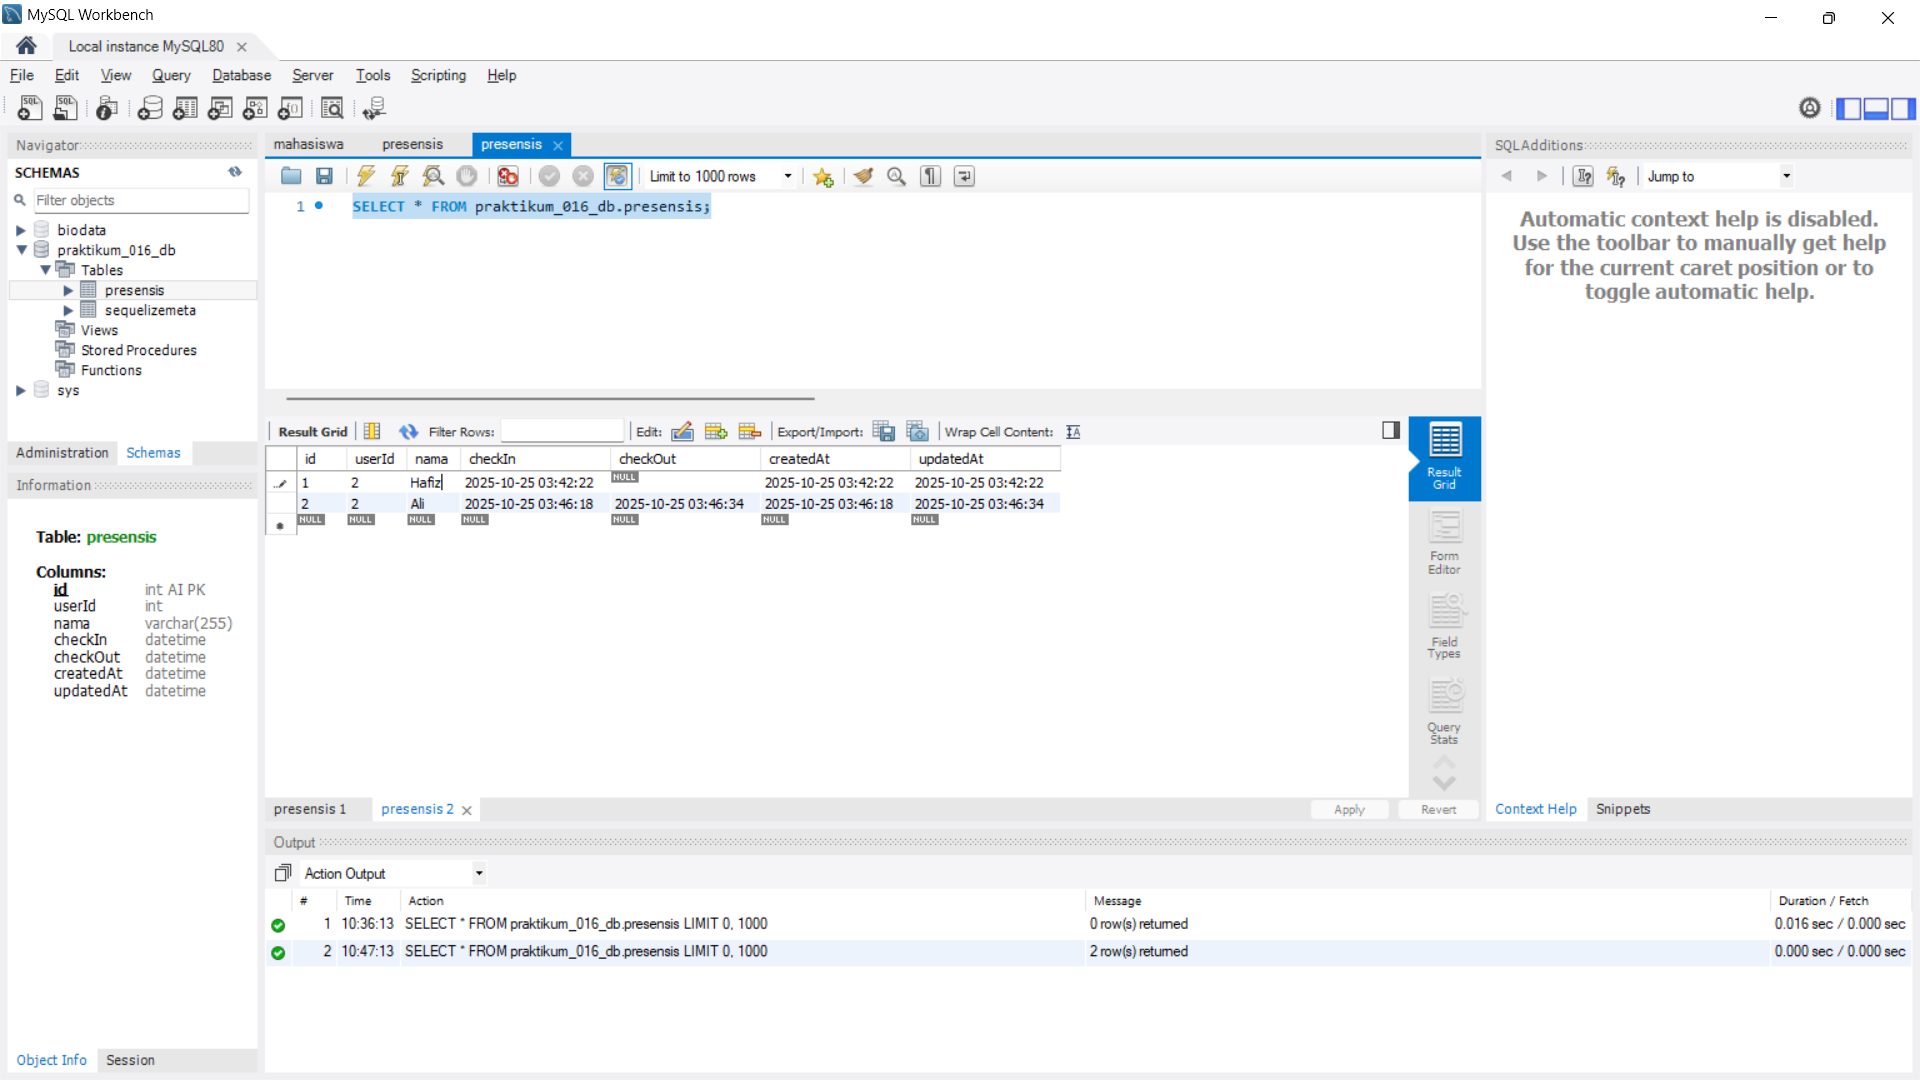 MySQL Workbench
Local instance MySQL80
File Edit View Query Database Server Tools Scripting Help
Navigator
SCHEMAS
Filter objects
biodata
praktikum_016_db
Tables
presensis
sequelizemeta
Views
Stored Procedures
Functions
sys
Administration Schemas
Information
Table: presensis
Columns:
id int AI PK
userId int
nama varchar(255)
checkIn datetime
checkOut datetime
createdAt datetime
updatedAt datetime
Object Info Session
mahasiswa presensis presensis
Limit to 1000 rows
1 SELECT * FROM praktikum_016_db.presensis;
Result Grid Filter Rows: Edit: Export/Import: Wrap Cell Content:
id userId nama checkIn checkOut createdAt updatedAt
1 2 Hafiz 2025-10-25 03:42:22 NULL 2025-10-25 03:42:22 2025-10-25 03:42:22
2 2 Ali 2025-10-25 03:46:18 2025-10-25 03:46:34 2025-10-25 03:46:18 2025-10-25 03:46:34
NULL NULL NULL NULL NULL NULL NULL
Result
Grid
Form
Editor
Field
Types
Query
Stats
presensis 1 presensis 2 Apply Revert
SQLAdditions
Jump to
Automatic context help is disabled.
Use the toolbar to manually get help
for the current caret position or to
toggle automatic help.
Context Help Snippets
Output
Action Output
# Time Action Message Duration / Fetch
1 10:36:13 SELECT * FROM praktikum_016_db.presensis LIMIT 0, 1000 0 row(s) returned 0.016 sec / 0.000 sec
2 10:47:13 SELECT * FROM praktikum_016_db.presensis LIMIT 0, 1000 2 row(s) returned 0.000 sec / 0.000 sec